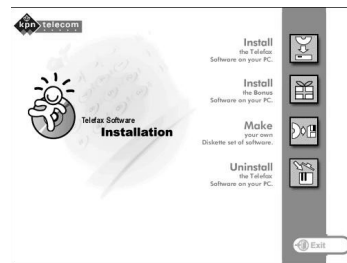 kpn telecom
Install
the Telefax
Software on your PC.
Install
the Bonus
Software on your PC.
Telefax Software
Installation
Make
your own
Diskette set of software.
Uninstall
the Telefax
Software on your PC.
Exit